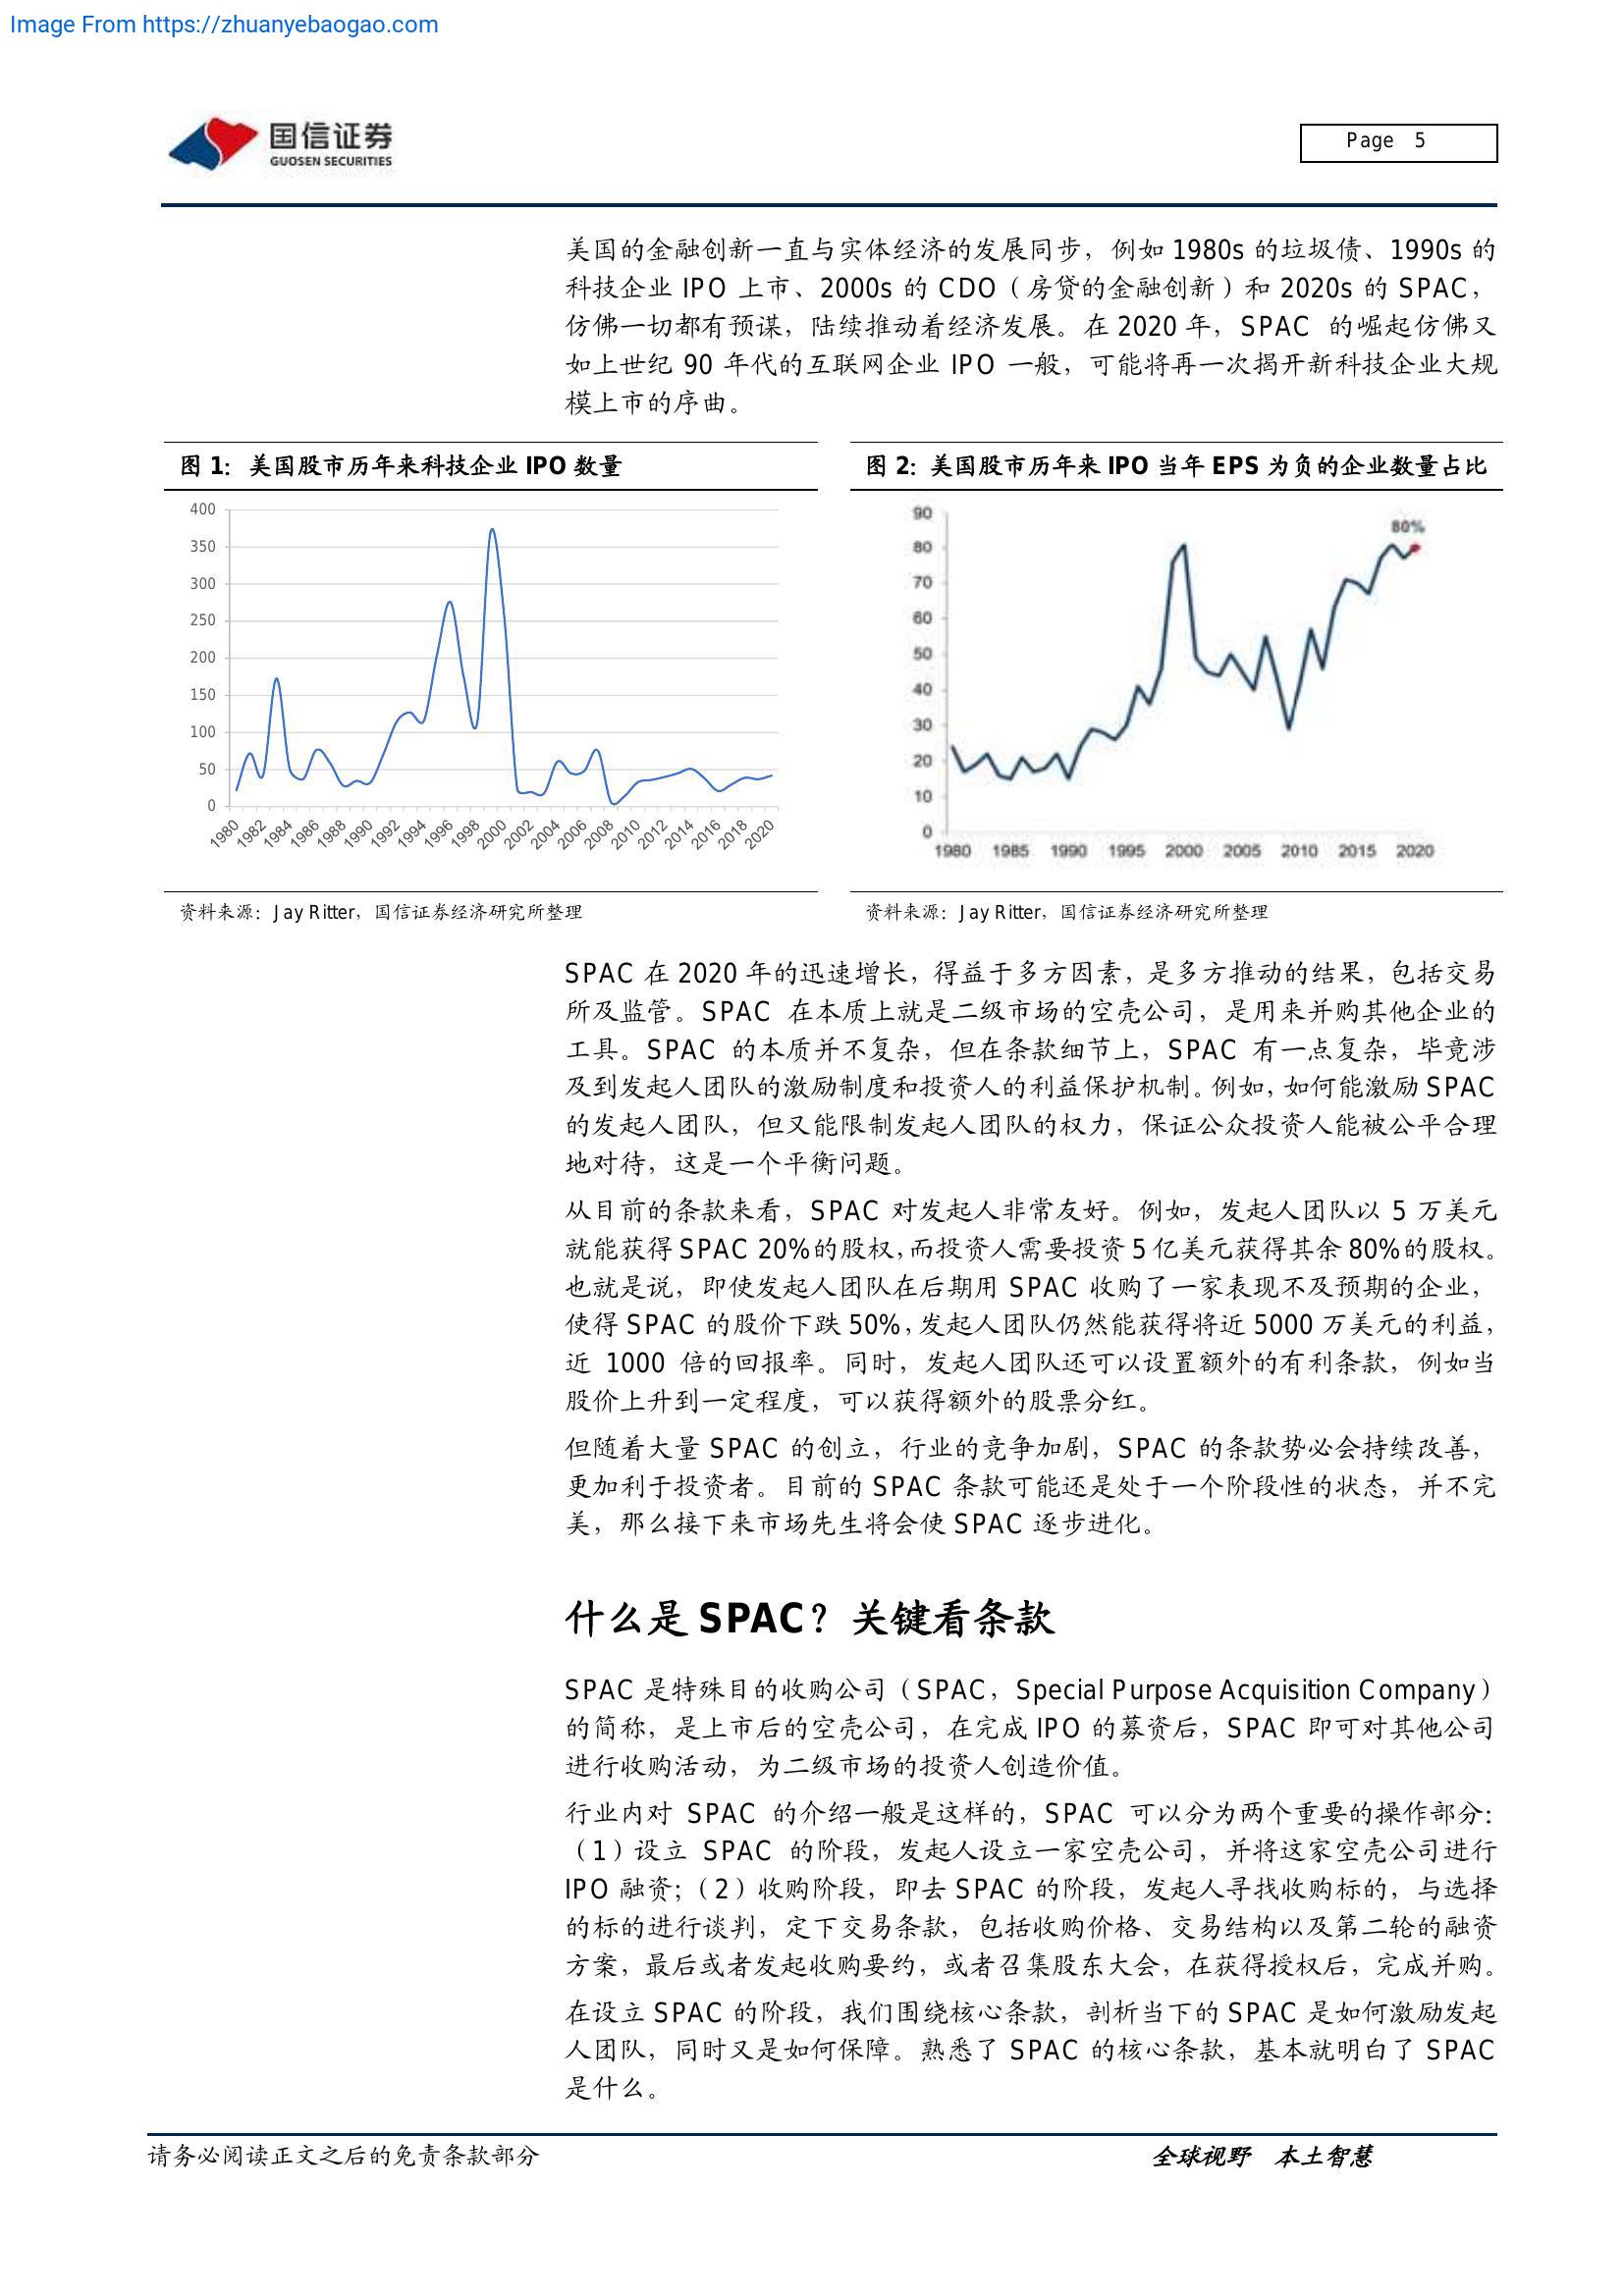 Image From https://zhuanyebaogao.com
国信证券
GUOSEN SECURITIES
Page 5
美国的金融创新一直与实体经济的发展同步，例如 1980s 的垃圾债、1990s 的
科技企业 IPO 上市、2000s 的 CDO（房贷的金融创新）和 2020s 的 SPAC，
仿佛一切都有预谋，陆续推动着经济发展。在 2020 年，SPAC 的崛起仿佛又
如上世纪 90 年代的互联网企业 IPO 一般，可能将再一次揭开新科技企业大规
模上市的序曲。
图 1：美国股市历年来科技企业 IPO 数量
400
350
300
250
200
150
100
50
0
1980 1982 1984 1986 1988 1990 1992 1994 1996 1998 2000 2002 2004 2006 2008 2010 2012 2014 2016 2018 2020
资料来源：Jay Ritter，国信证券经济研究所整理
图 2：美国股市历年来 IPO 当年 EPS 为负的企业数量占比
90
80
70
60
50
40
30
20
10
0
80%
1980 1985 1990 1995 2000 2005 2010 2015 2020
资料来源：Jay Ritter，国信证券经济研究所整理
SPAC 在 2020 年的迅速增长，得益于多方因素，是多方推动的结果，包括交易
所及监管。SPAC 在本质上就是二级市场的空壳公司，是用来并购其他企业的
工具。SPAC 的本质并不复杂，但在条款细节上，SPAC 有一点复杂，毕竟涉
及到发起人团队的激励制度和投资人的利益保护机制。例如，如何能激励 SPAC
的发起人团队，但又能限制发起人团队的权力，保证公众投资人能被公平合理
地对待，这是一个平衡问题。
从目前的条款来看，SPAC 对发起人非常友好。例如，发起人团队以 5 万美元
就能获得 SPAC 20%的股权，而投资人需要投资 5 亿美元获得其余 80%的股权。
也就是说，即使发起人团队在后期用 SPAC 收购了一家表现不及预期的企业，
使得 SPAC 的股价下跌 50%，发起人团队仍然能获得将近 5000 万美元的利益，
近 1000 倍的回报率。同时，发起人团队还可以设置额外的有利条款，例如当
股价上升到一定程度，可以获得额外的股票分红。
但随着大量 SPAC 的创立，行业的竞争加剧，SPAC 的条款势必会持续改善，
更加利于投资者。目前的 SPAC 条款可能还是处于一个阶段性的状态，并不完
美，那么接下来市场先生将会使 SPAC 逐步进化。
什么是 SPAC？关键看条款
SPAC 是特殊目的收购公司（SPAC，Special Purpose Acquisition Company）
的简称，是上市后的空壳公司，在完成 IPO 的募资后，SPAC 即可对其他公司
进行收购活动，为二级市场的投资人创造价值。
行业内对 SPAC 的介绍一般是这样的，SPAC 可以分为两个重要的操作部分：
（1）设立 SPAC 的阶段，发起人设立一家空壳公司，并将这家空壳公司进行
IPO 融资；（2）收购阶段，即去 SPAC 的阶段，发起人寻找收购标的，与选择
的标的进行谈判，定下交易条款，包括收购价格、交易结构以及第二轮的融资
方案，最后或者发起收购要约，或者召集股东大会，在获得授权后，完成并购。
在设立 SPAC 的阶段，我们围绕核心条款，剖析当下的 SPAC 是如何激励发起
人团队，同时又是如何保障。熟悉了 SPAC 的核心条款，基本就明白了 SPAC
是什么。
请务必阅读正文之后的免责条款部分
全球视野 本土智慧